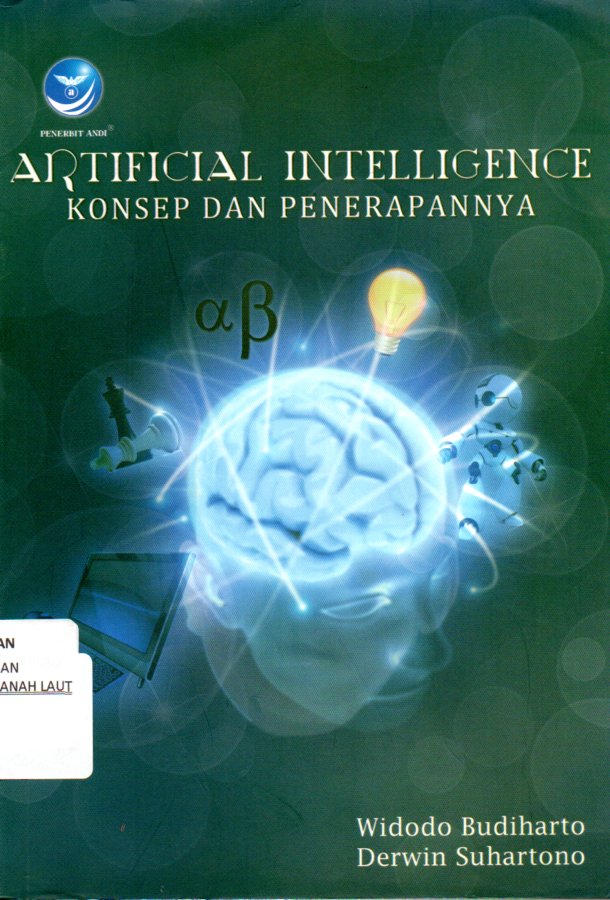 a
PENERBIT ANDI®
ARTIFICIAL INTELLIGENCE
KONSEP DAN PENERAPANNYA
αβ
AN
AN
ANAH LAUT
Widodo Budiharto
Derwin Suhartono